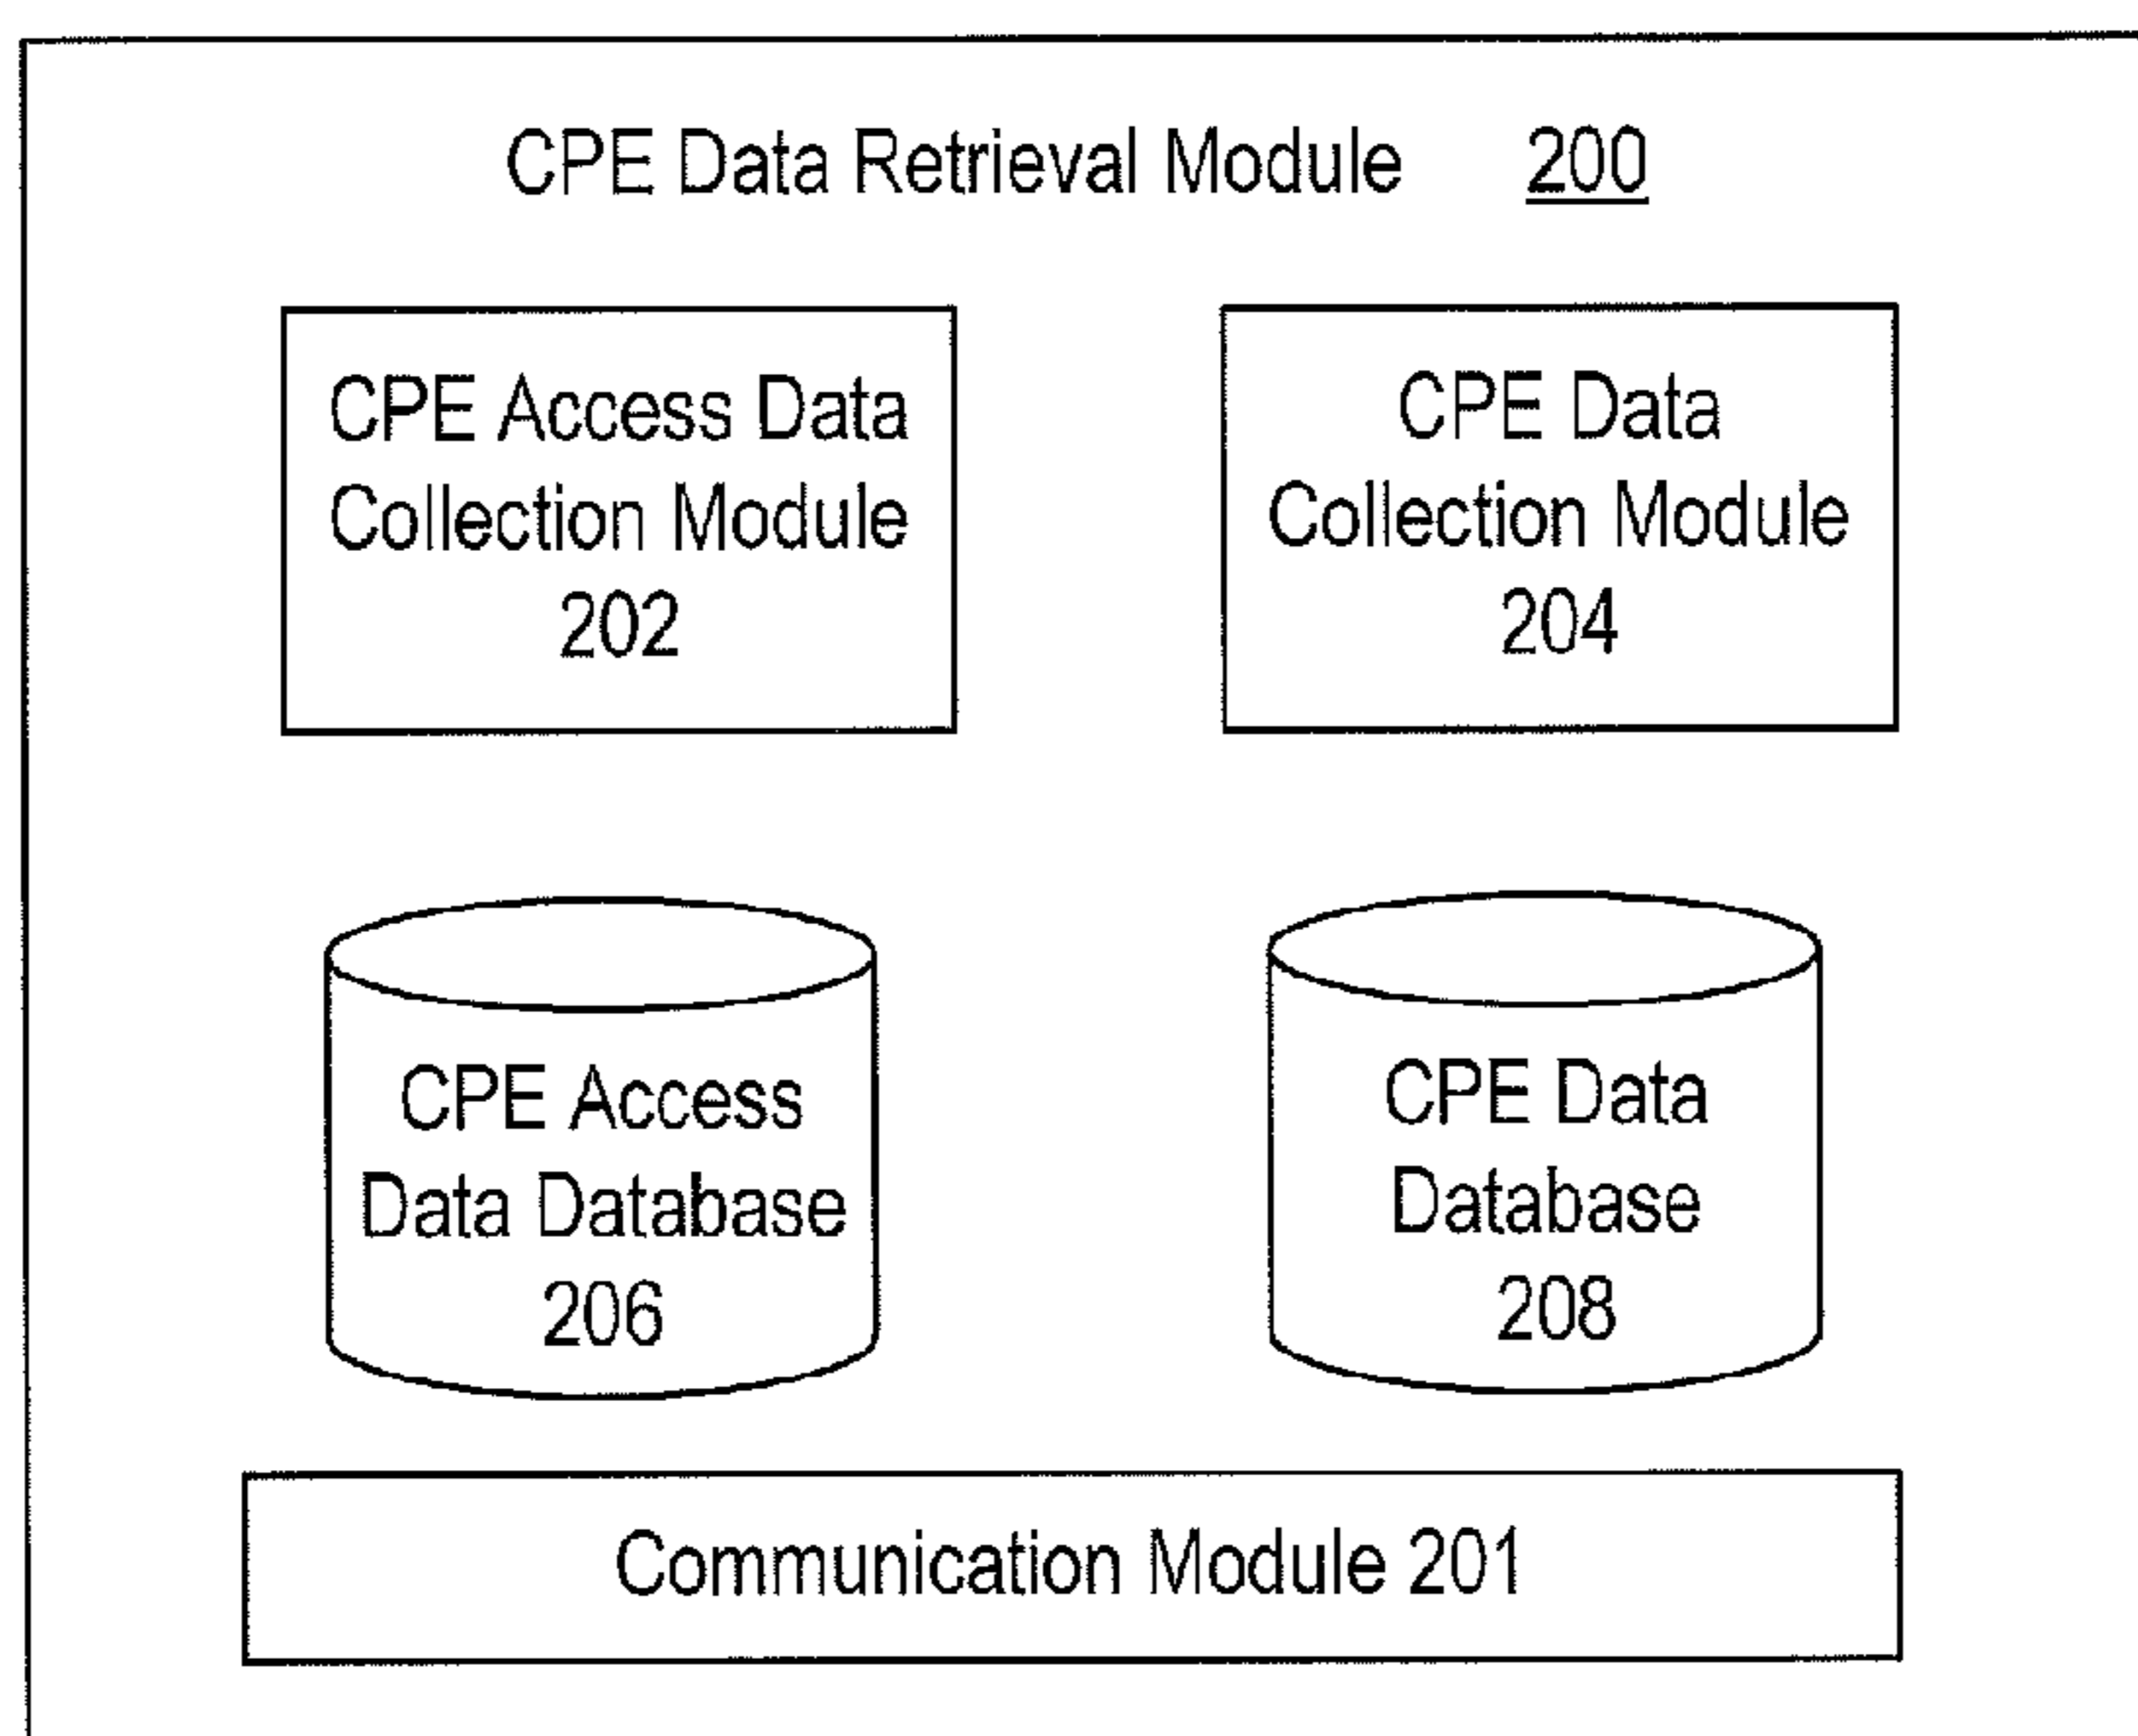 CPE Data Retrieval Module 200
CPE Access Data
Collection Module
202
CPE Data
Collection Module
204
CPE Access
Data Database
206
CPE Data
Database
208
Communication Module 201